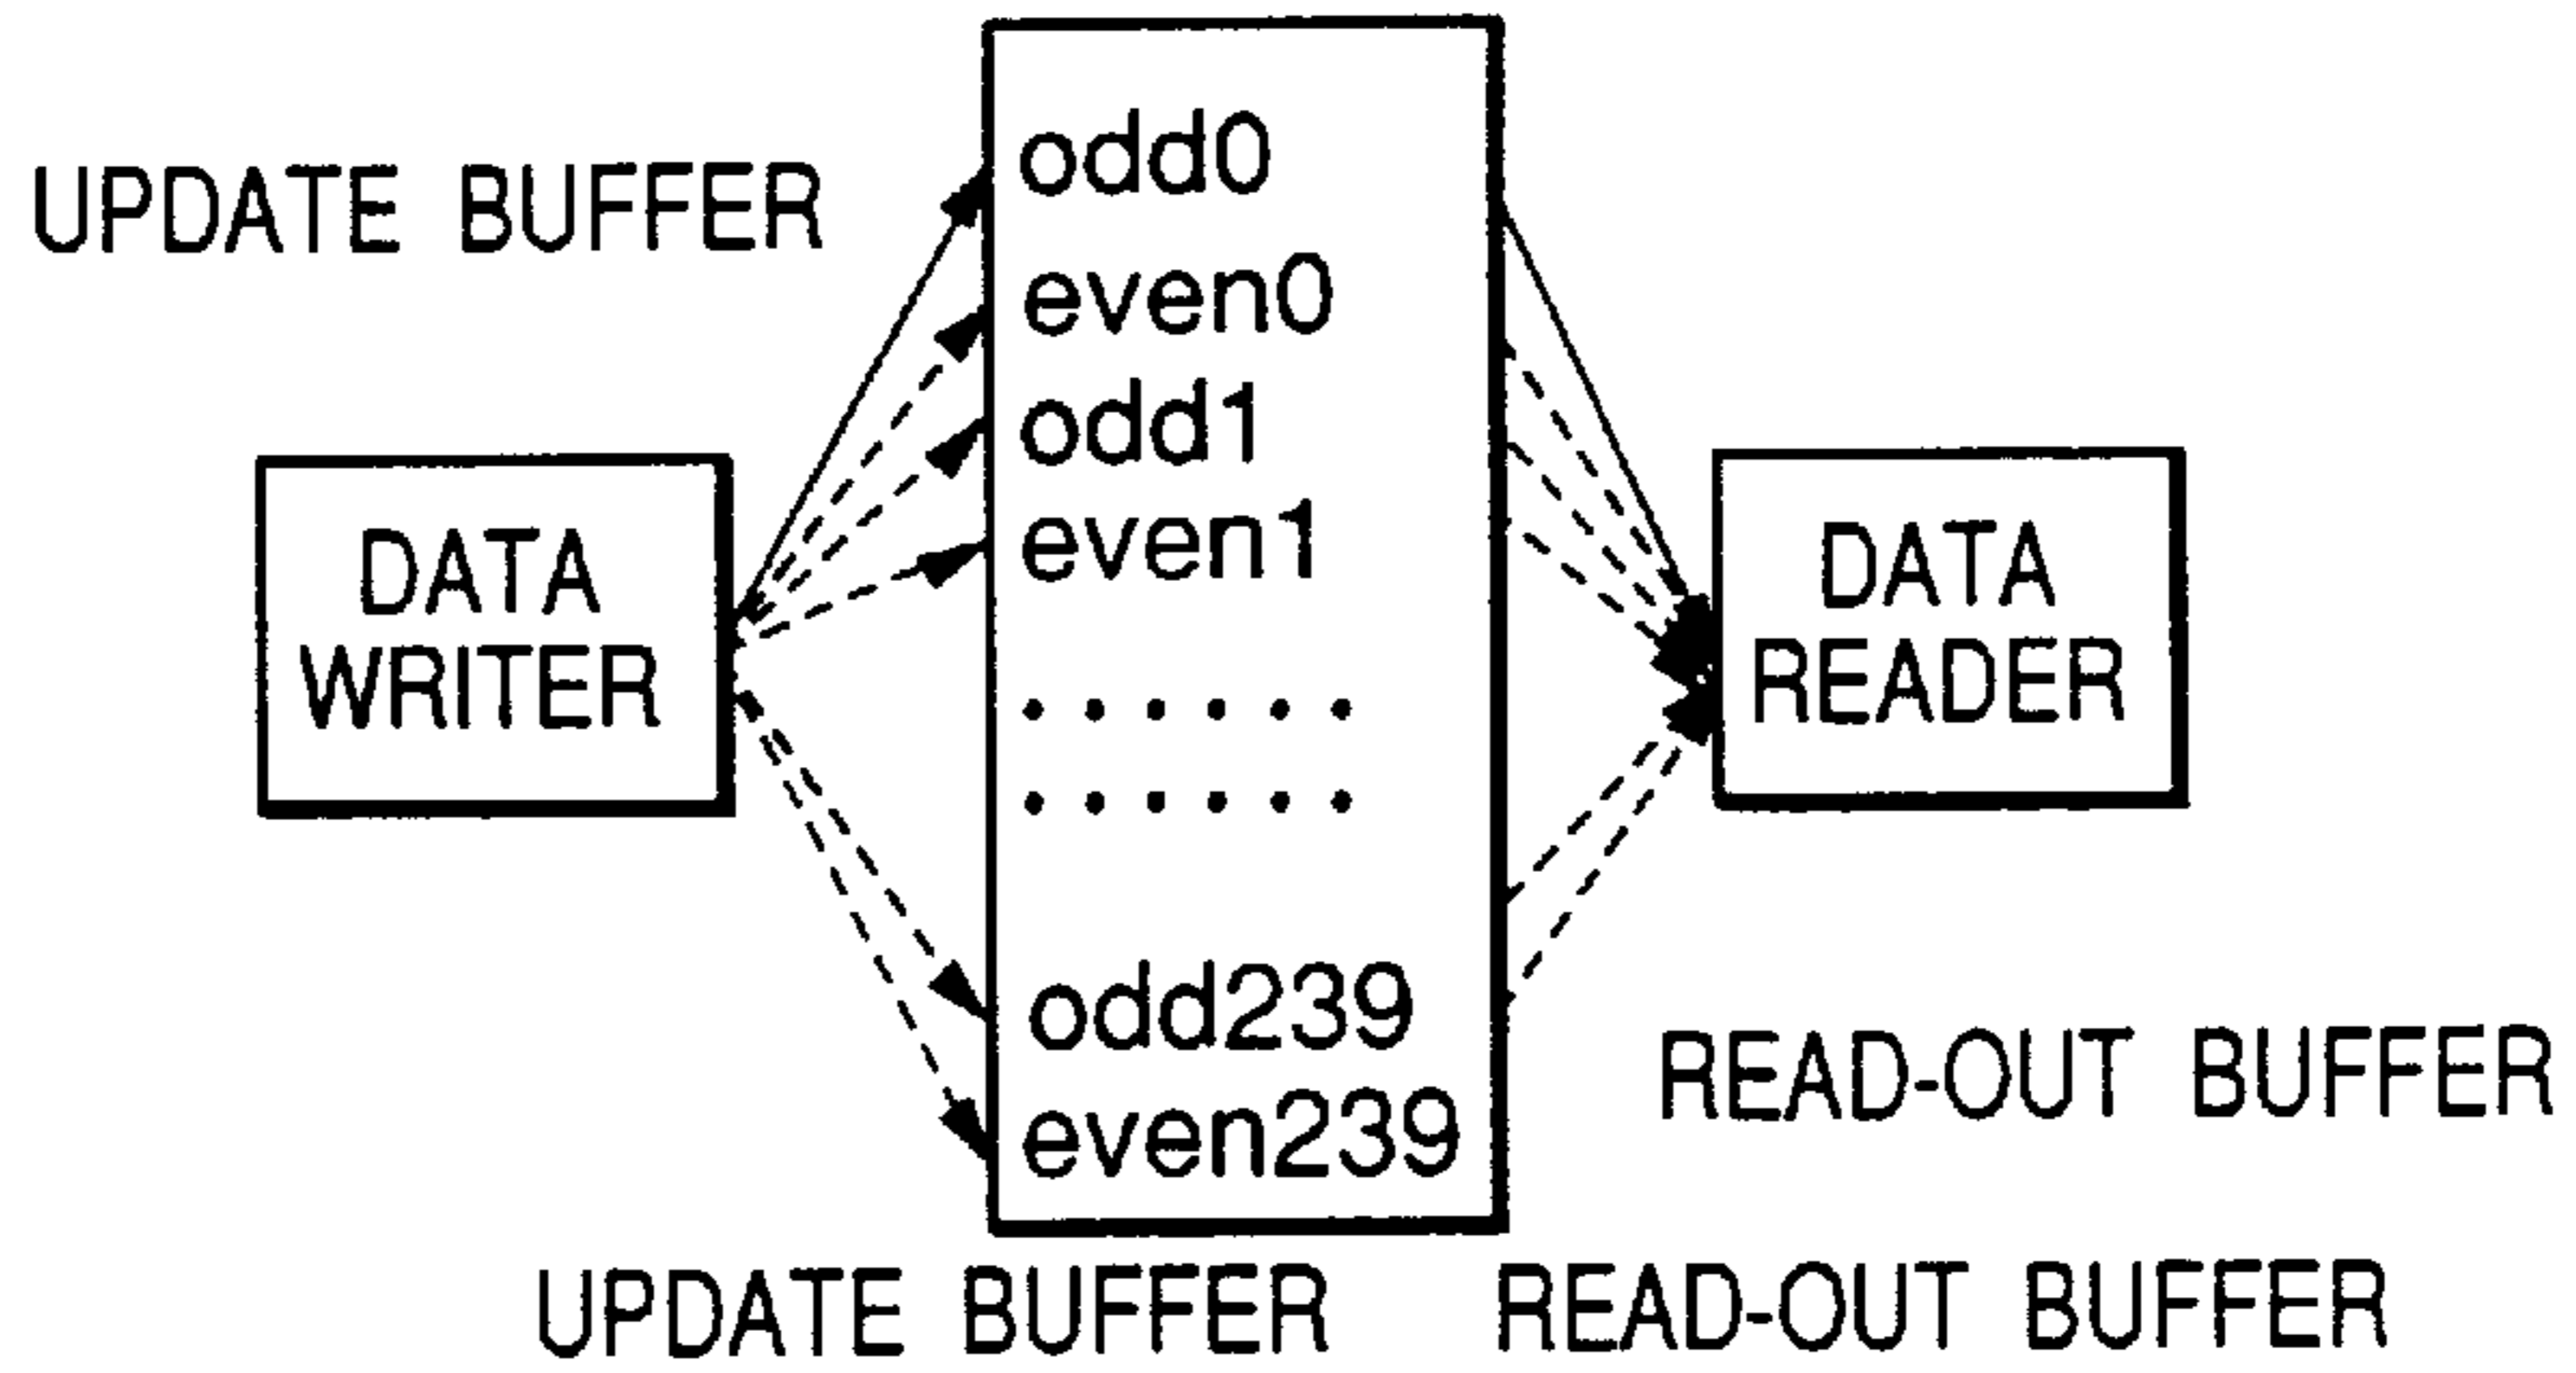 UPDATE BUFFER
DATA
WRITER
odd0
even0
odd1
even1
. . . . . .
. . . . . .
odd239
even239
DATA
READER
READ-OUT BUFFER
UPDATE BUFFER
READ-OUT BUFFER